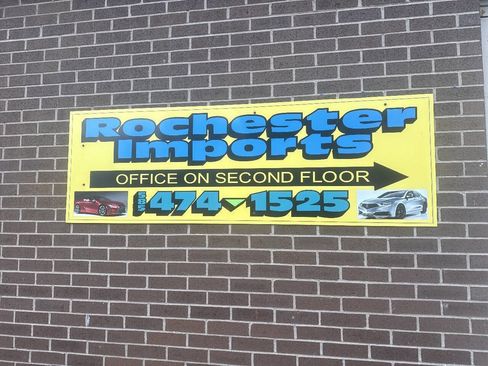 Rochester
Imports
OFFICE ON SECOND FLOOR
474 1525